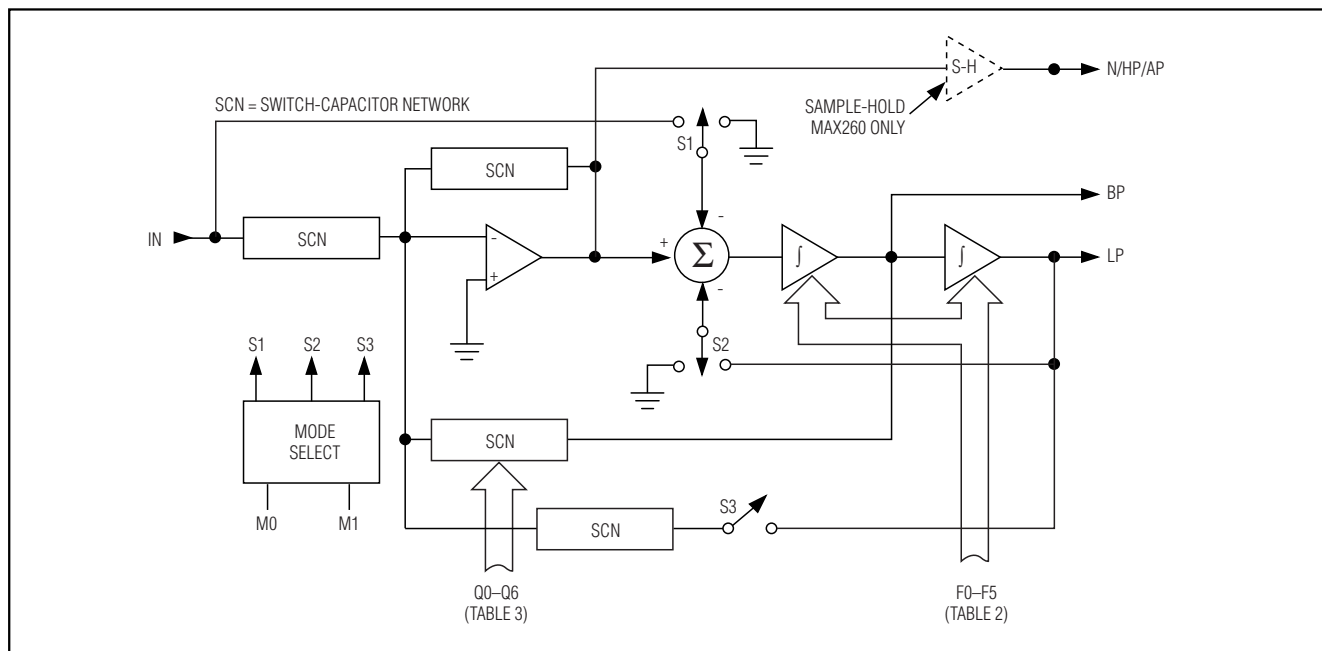 S-H
N/HP/AP
SCN = SWITCH-CAPACITOR NETWORK
SAMPLE-HOLD
MAX260 ONLY
S1
SCN
-
BP
IN
SCN
-
+
+
Σ
∫
∫
LP
-
S1
S2
S3
S2
MODE
SELECT
SCN
M0
M1
SCN
S3
Q0–Q6
(TABLE 3)
F0–F5
(TABLE 2)